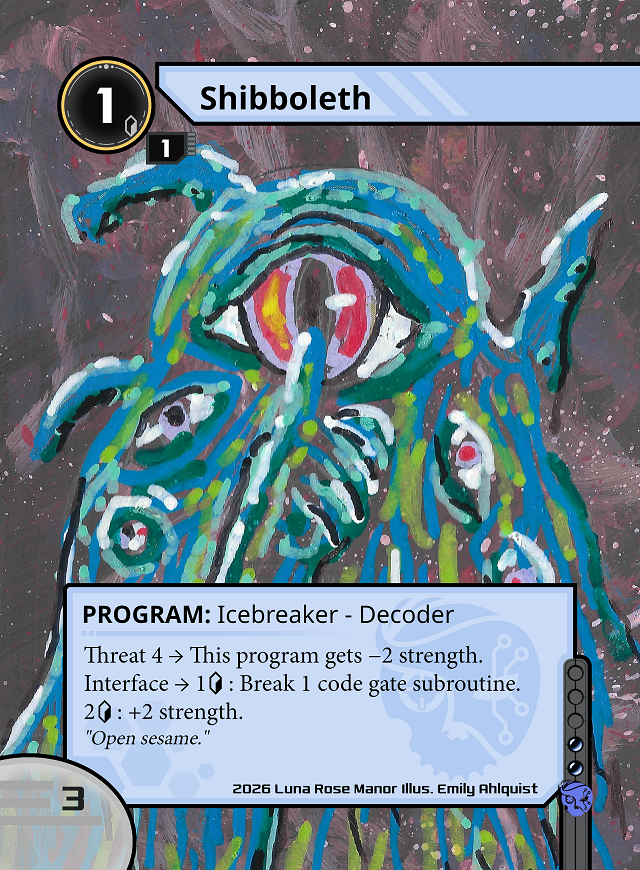 1
Shibboleth
1
PROGRAM: Icebreaker - Decoder
Threat 4 → This program gets −2 strength.
Interface → 1 : Break 1 code gate subroutine.
2 : +2 strength.
"Open sesame."
2026 Luna Rose Manor Illus. Emily Ahlquist
3